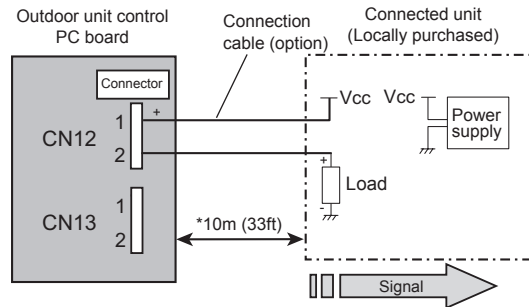 Outdoor unit control
PC board
Connection
cable (option)
Connected unit
(Locally purchased)
Connector
CN12
1
+
2
CN13
1
2
*10m (33ft)
Vcc
Vcc
Power
supply
+
Load
-
Signal